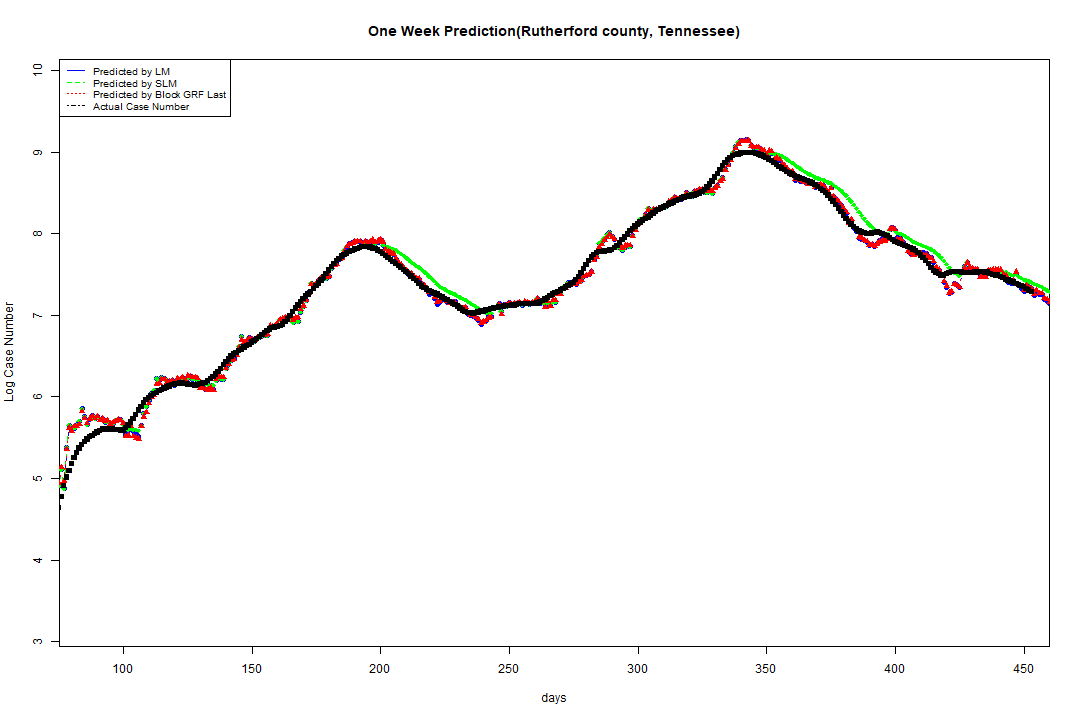 One Week Prediction(Rutherford county, Tennessee)
Predicted by LM
Predicted by SLM
Predicted by Block GRF Last
Actual Case Number
10
9
8
7
6
5
4
3
Log Case Number
100 150 200 250 300 350 400 450
days